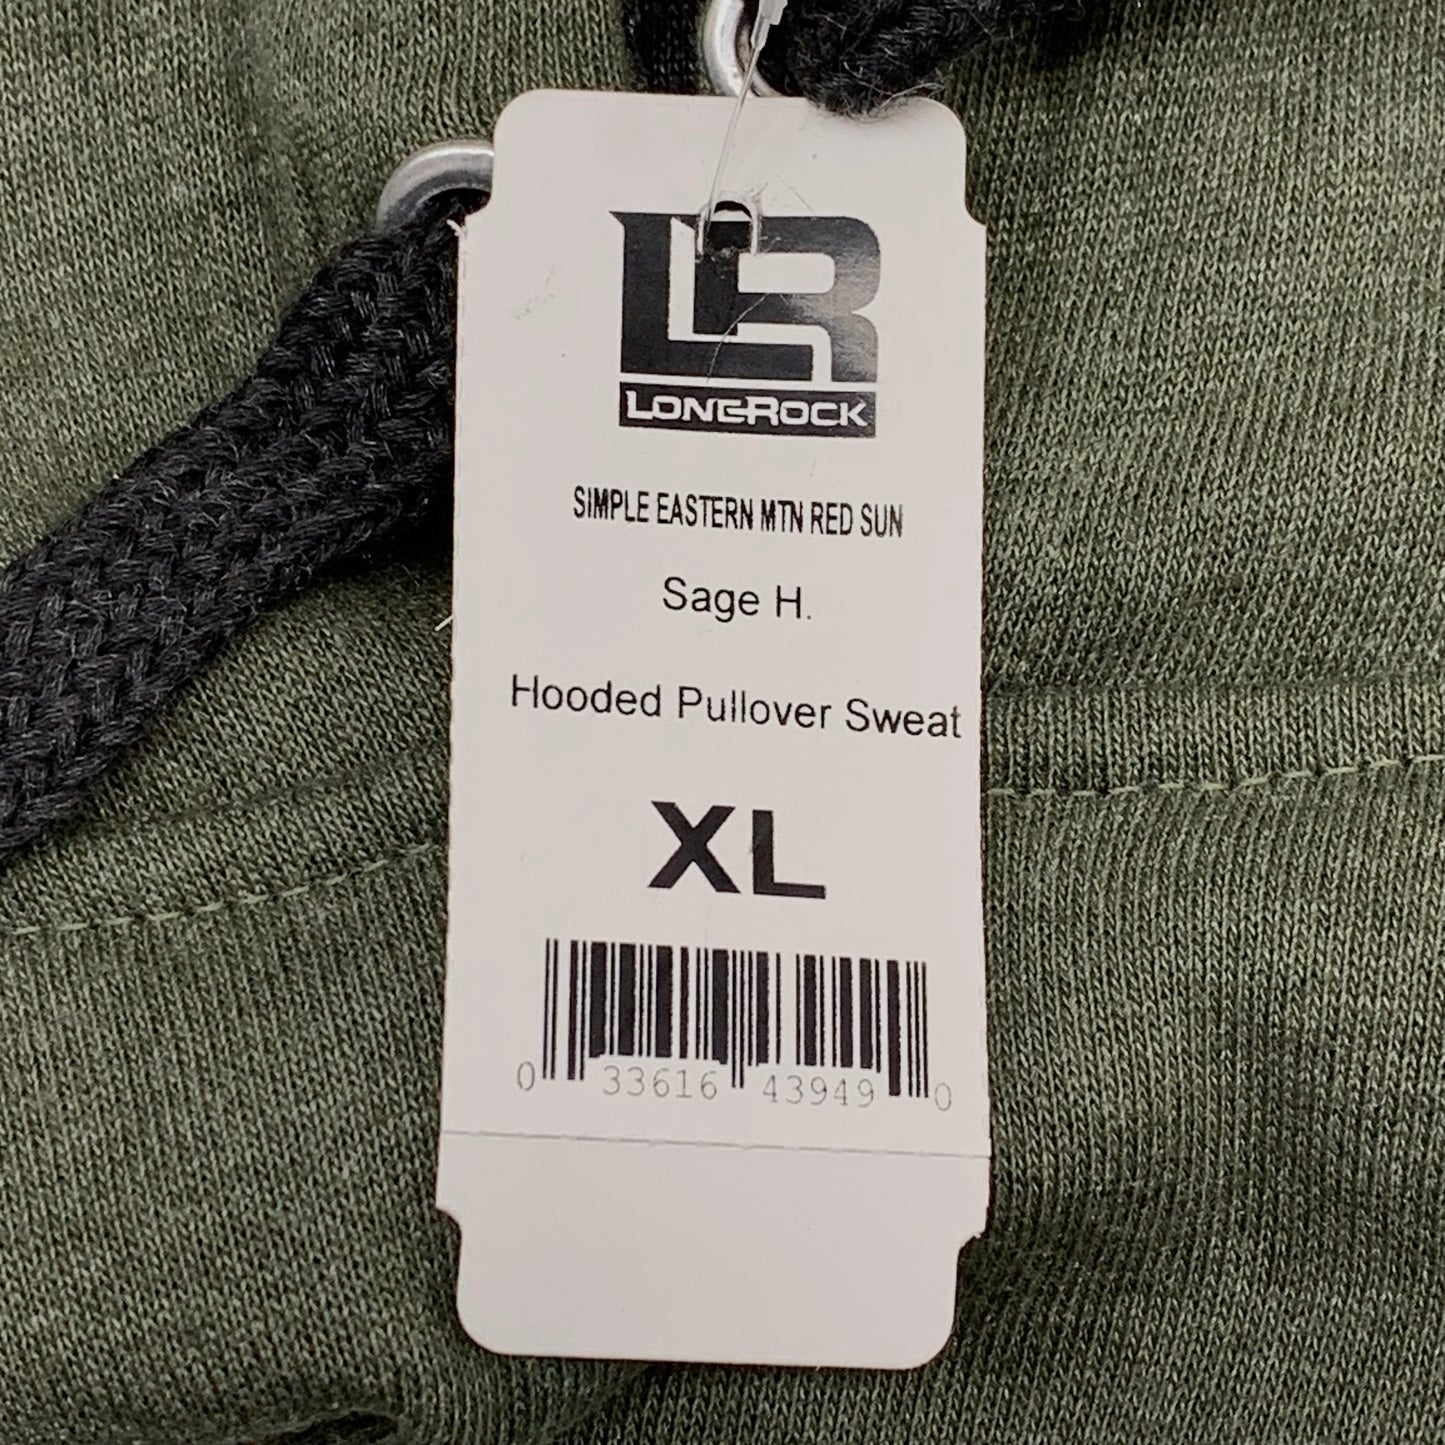 LR
LONEROCK
SIMPLE EASTERN MTN RED SUN
Sage H.
Hooded Pullover Sweat
XL
0 33616 43949 0